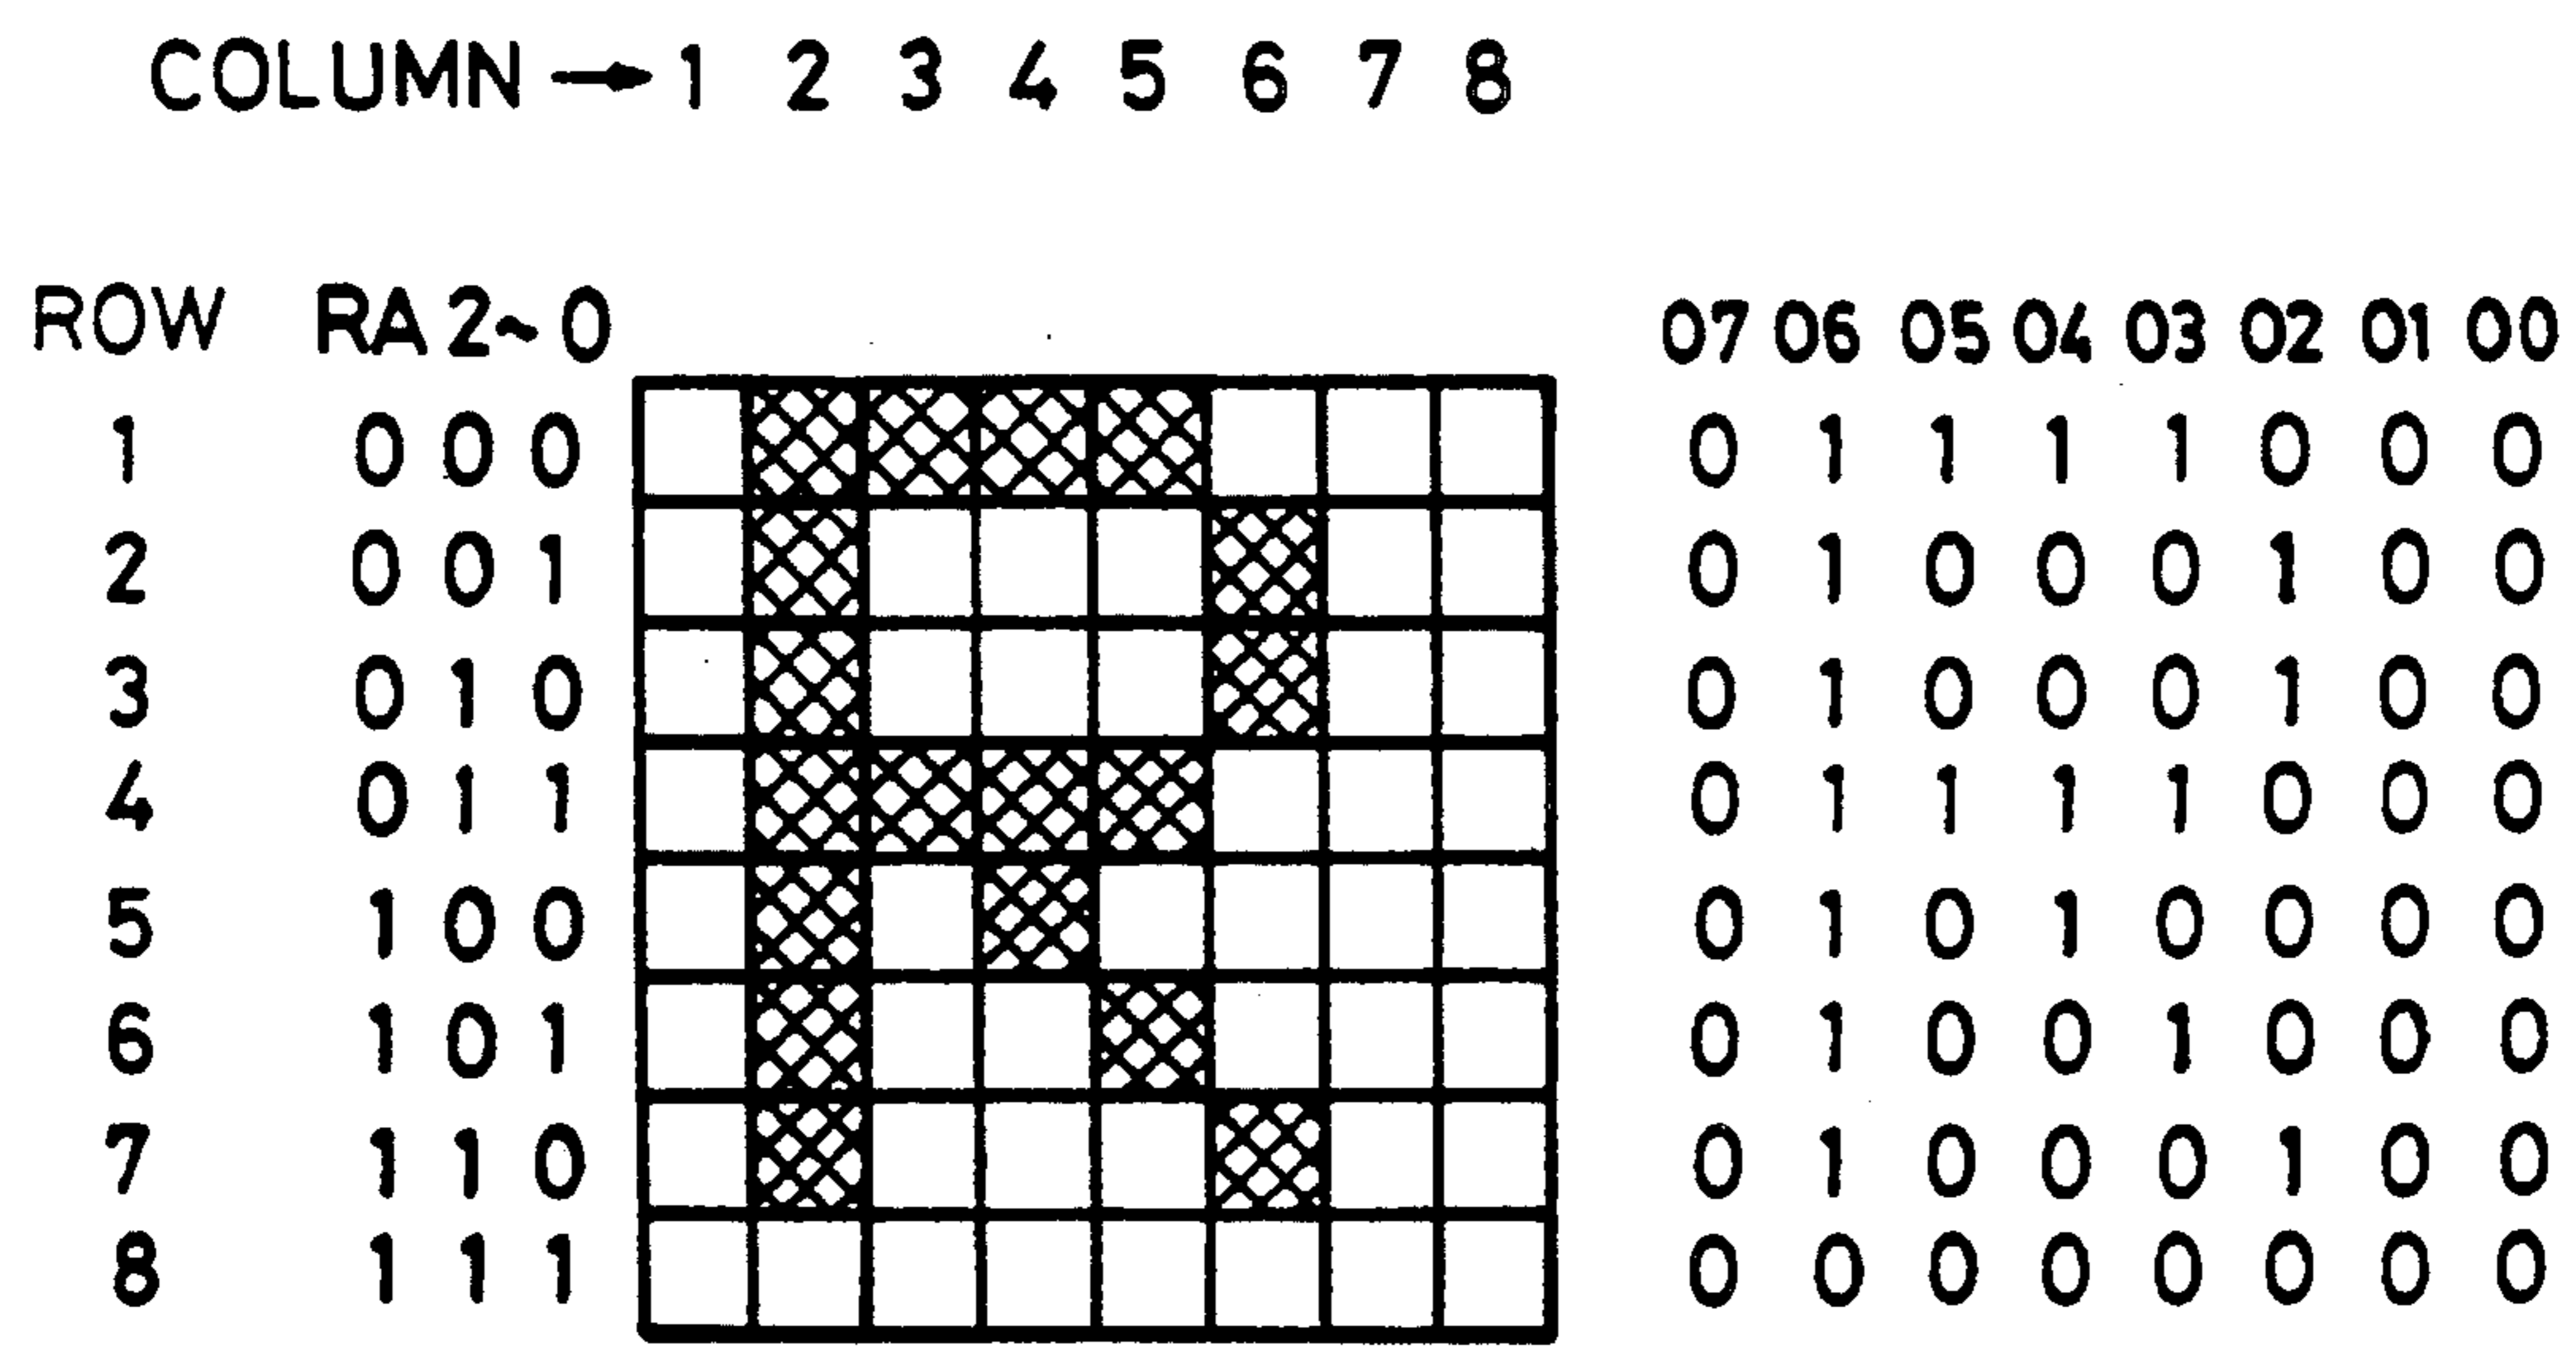 COLUMN → 1 2 3 4 5 6 7 8
ROW RA 2~0 07 06 05 04 03 02 01 00
1 0 0 0 0 1 1 1 1 0 0 0
2 0 0 1 0 1 0 0 0 1 0 0
3 0 1 0 0 1 0 0 0 1 0 0
4 0 1 1 0 1 1 1 1 0 0 0
5 1 0 0 0 1 0 1 0 0 0 0
6 1 0 1 0 1 0 0 1 0 0 0
7 1 1 0 0 1 0 0 0 1 0 0
8 1 1 1 0 0 0 0 0 0 0 0